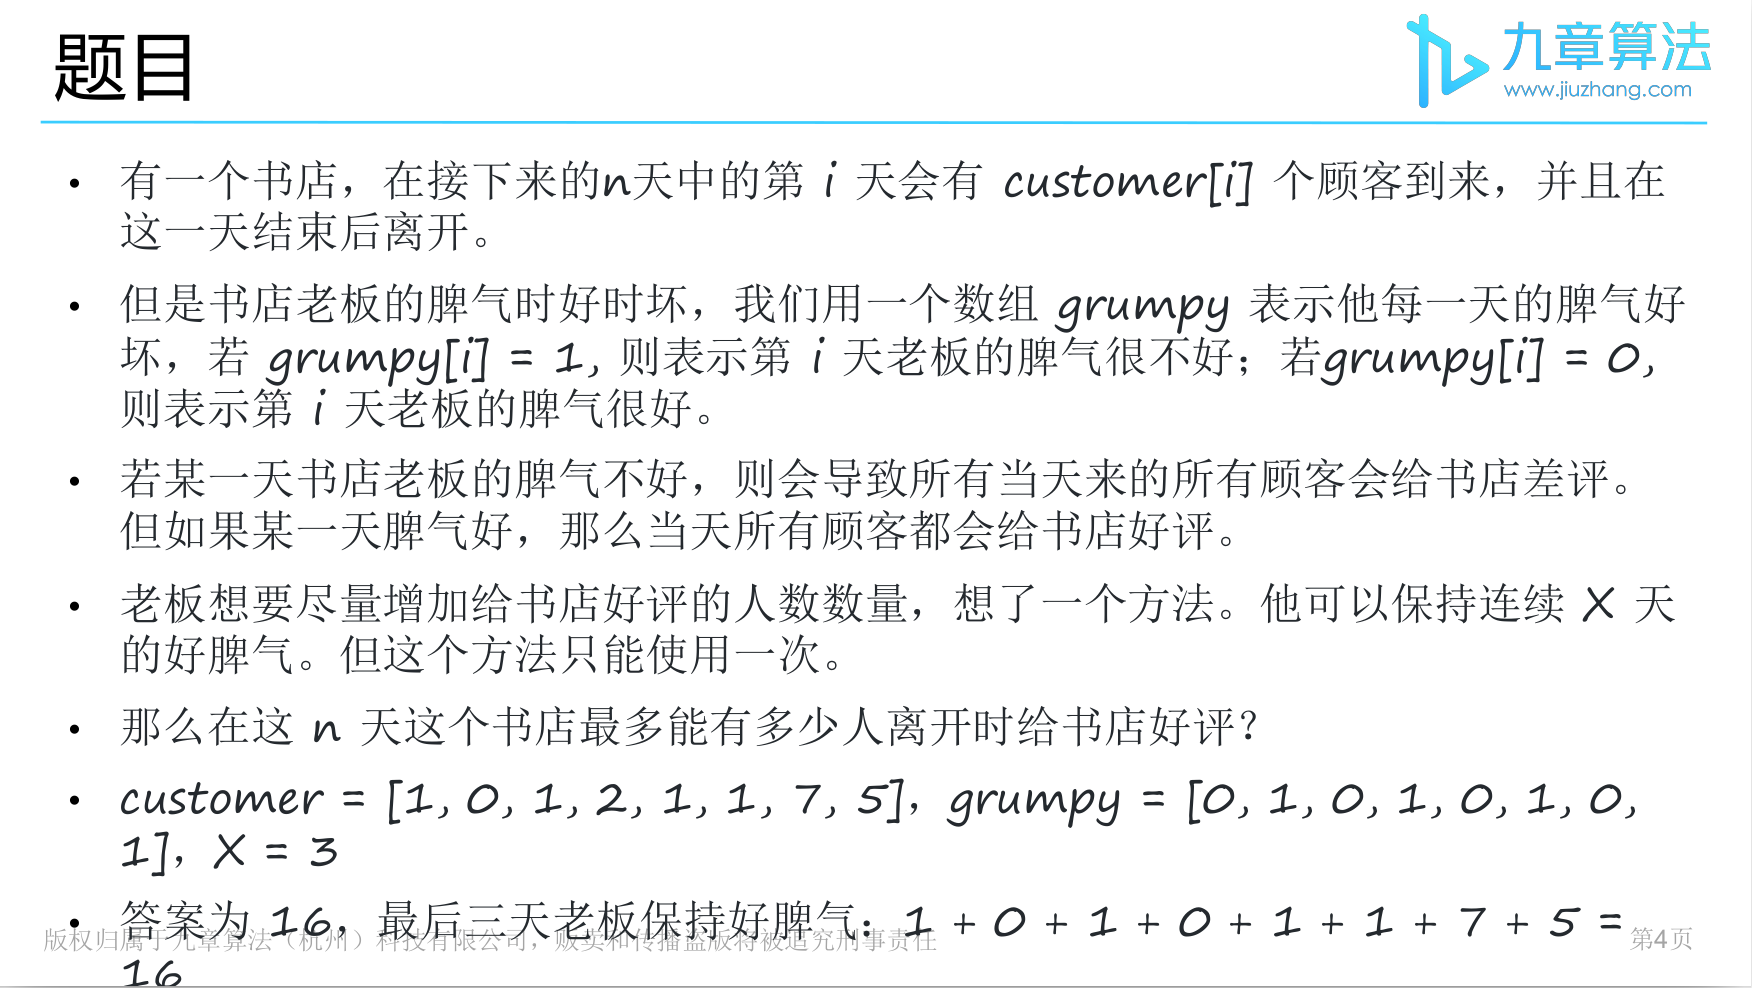 题目
九章算法
www.jiuzhang.com
• 有一个书店，在接下来的n天中的第 i 天会有 customer[i] 个顾客到来，并且在
这一天结束后离开。
• 但是书店老板的脾气时好时坏，我们用一个数组 grumpy 表示他每一天的脾气好
坏，若 grumpy[i] = 1, 则表示第 i 天老板的脾气很不好；若grumpy[i] = 0,
则表示第 i 天老板的脾气很好。
• 若某一天书店老板的脾气不好，则会导致所有当天来的所有顾客会给书店差评。
但如果某一天脾气好，那么当天所有顾客都会给书店好评。
• 老板想要尽量增加给书店好评的人数数量，想了一个方法。他可以保持连续 X 天
的好脾气。但这个方法只能使用一次。
• 那么在这 n 天这个书店最多能有多少人离开时给书店好评？
• customer = [1, 0, 1, 2, 1, 1, 7, 5]，grumpy = [0, 1, 0, 1, 0, 1, 0,
1]，X = 3
• 答案为 16，最后三天老板保持好脾气：1 + 0 + 1 + 0 + 1 + 1 + 7 + 5 =
16
版权归属于九章算法（杭州）科技有限公司，贩卖和传播盗版将被追究刑事责任
第4页